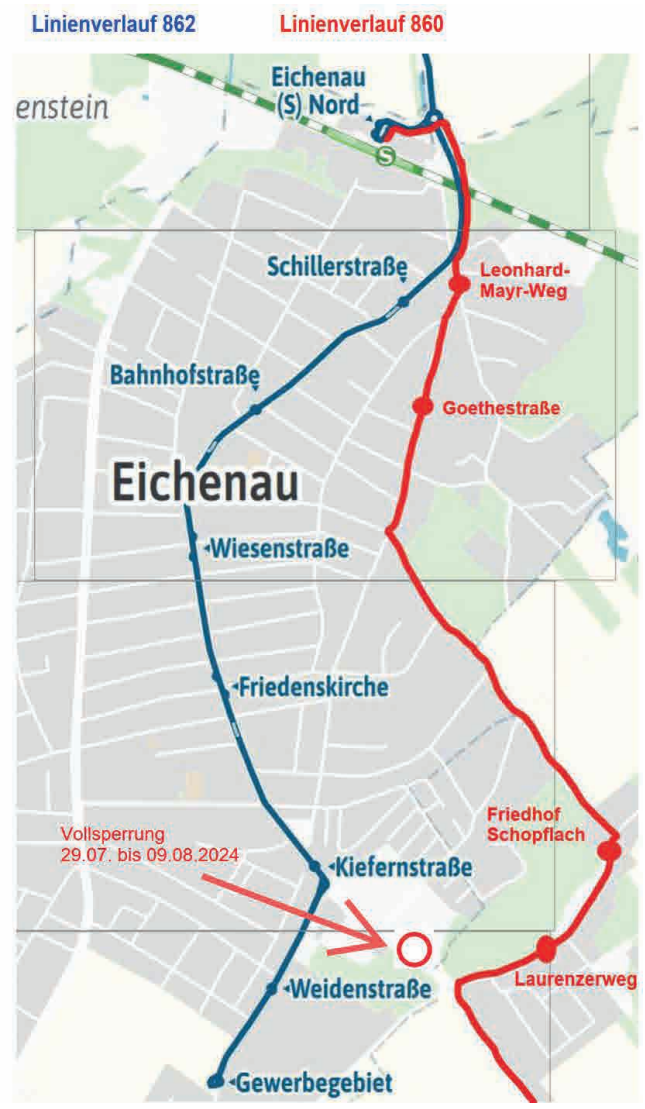 Linienverlauf 862
Linienverlauf 860
Eichenau
(S) Nord
enstein
S
Schillerstraße
Leonhard-
Mayr-Weg
Bahnhofstraße
Goethestraße
Eichenau
Wiesenstraße
Friedenskirche
Friedhof
Schopflach
Vollsperrung
29.07. bis 09.08.2024
Kiefernstraße
Laurenzerweg
Weidenstraße
Gewerbegebiet